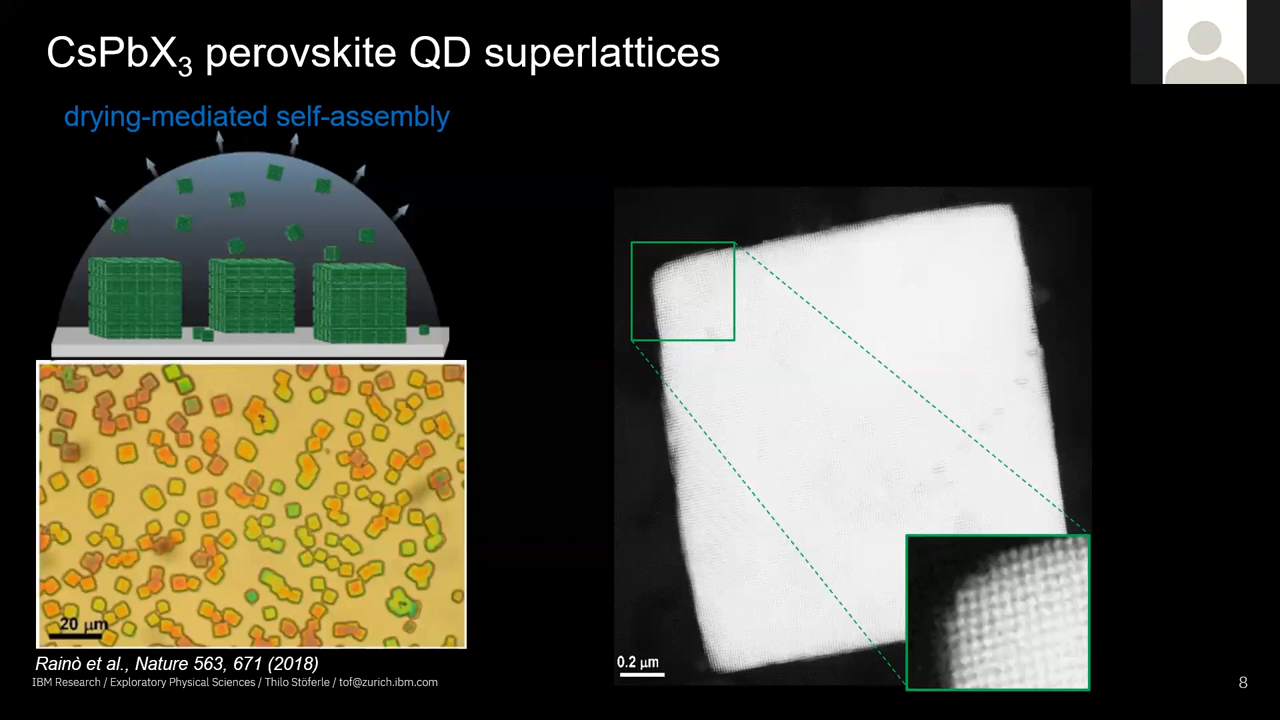 CsPbX₃ perovskite QD superlattices
drying-mediated self-assembly
20 μm
0.2 μm
Rainò et al., Nature 563, 671 (2018)
IBM Research / Exploratory Physical Sciences / Thilo Stöferle / tof@zurich.ibm.com
8